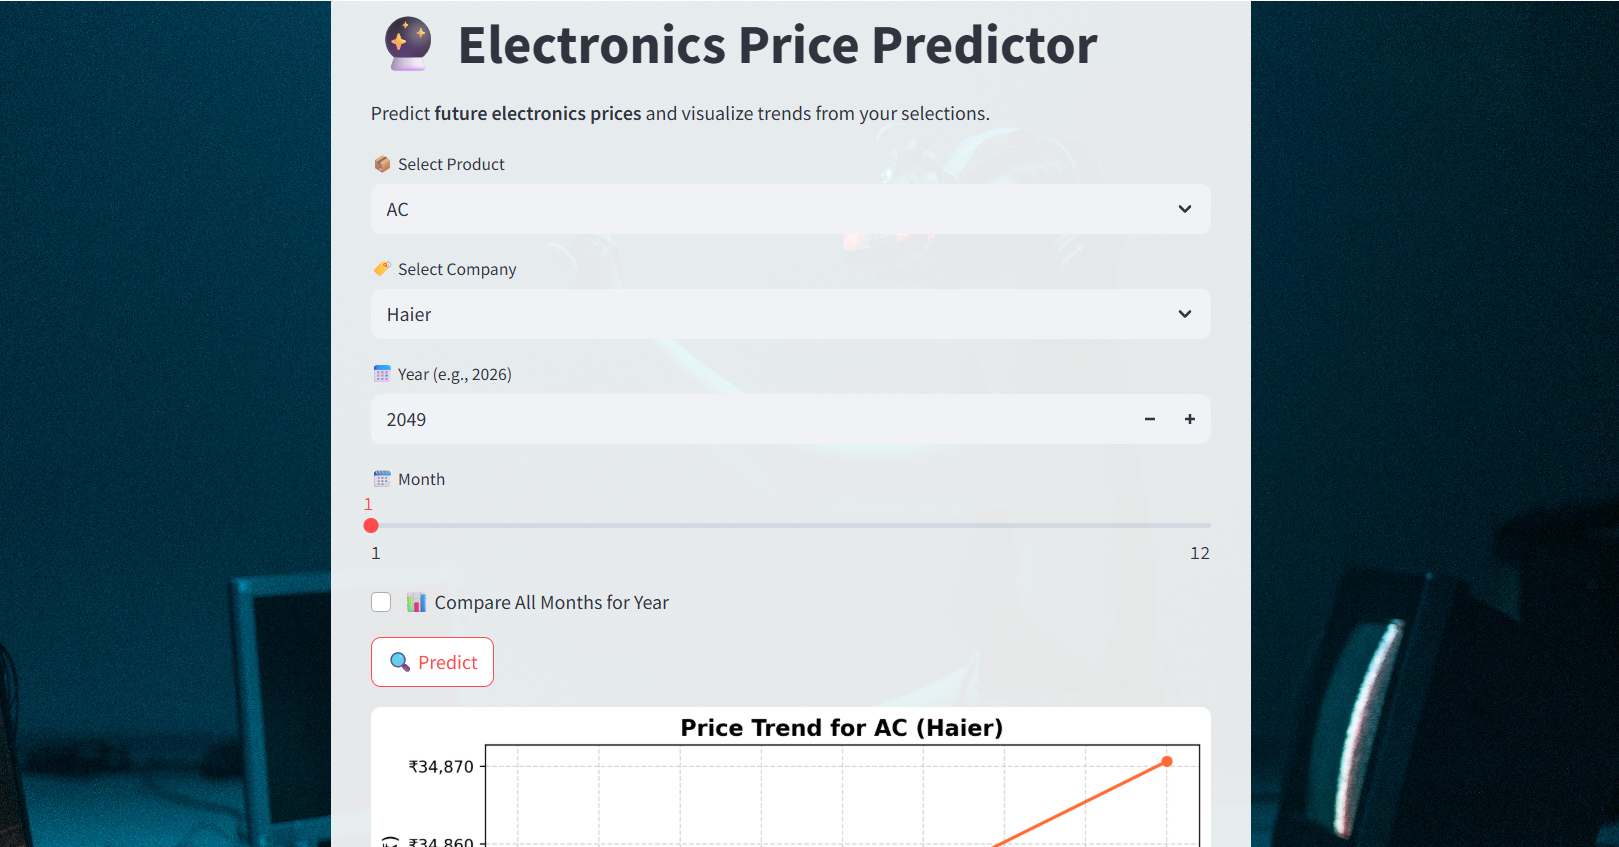 Electronics Price Predictor
Predict future electronics prices and visualize trends from your selections.
Select Product
AC
Select Company
Haier
Year (e.g., 2026)
2049
Month
1
1 12
Compare All Months for Year
Predict
Price Trend for AC (Haier)
₹34,870
₹34,860